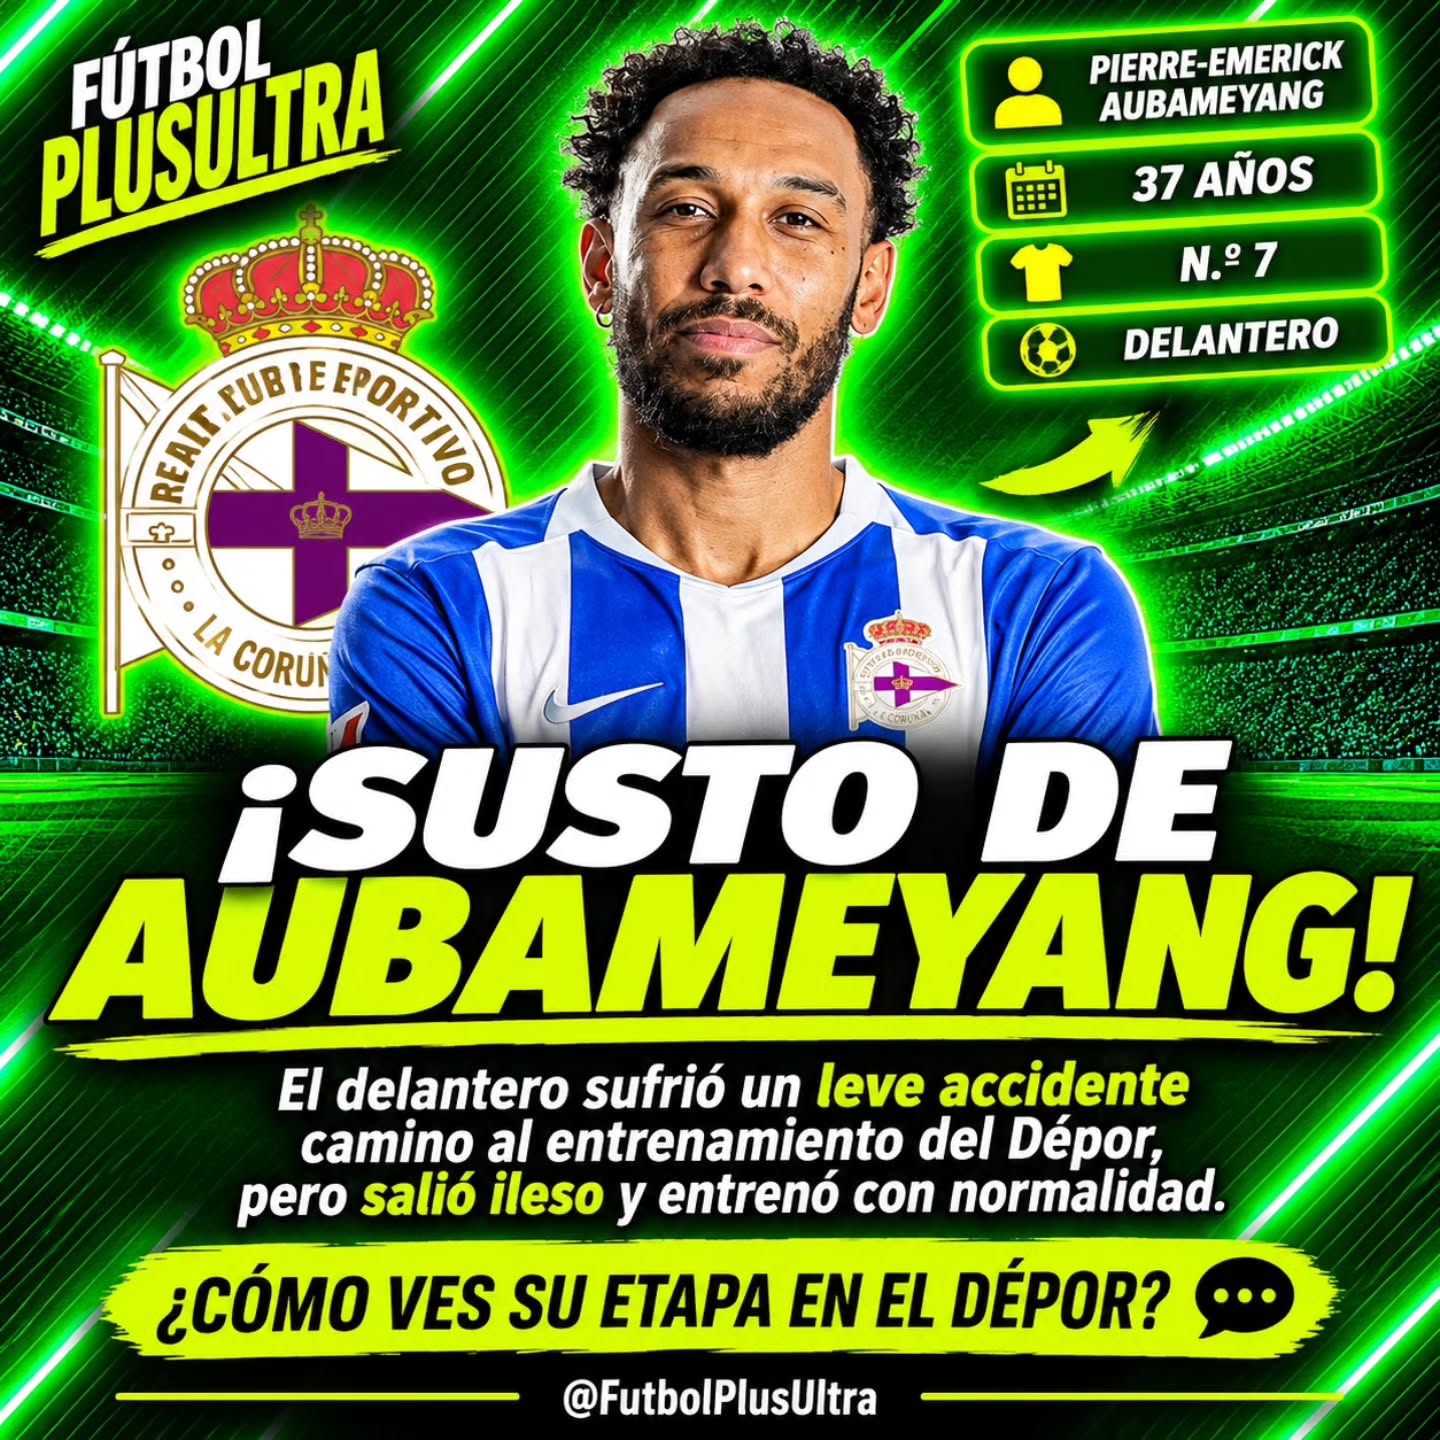 FÚTBOL
PLUSULTRA
PIERRE-EMERICK
AUBAMEYANG
37 AÑOS
N.º 7
DELANTERO
LA CORUÑ
¡SUSTO DE
AUBAMEYANG!
El delantero sufrió un leve accidente
camino al entrenamiento del Dépor,
pero salió ileso y entrenó con normalidad.
¿CÓMO VES SU ETAPA EN EL DÉPOR?
@FutbolPlusUltra